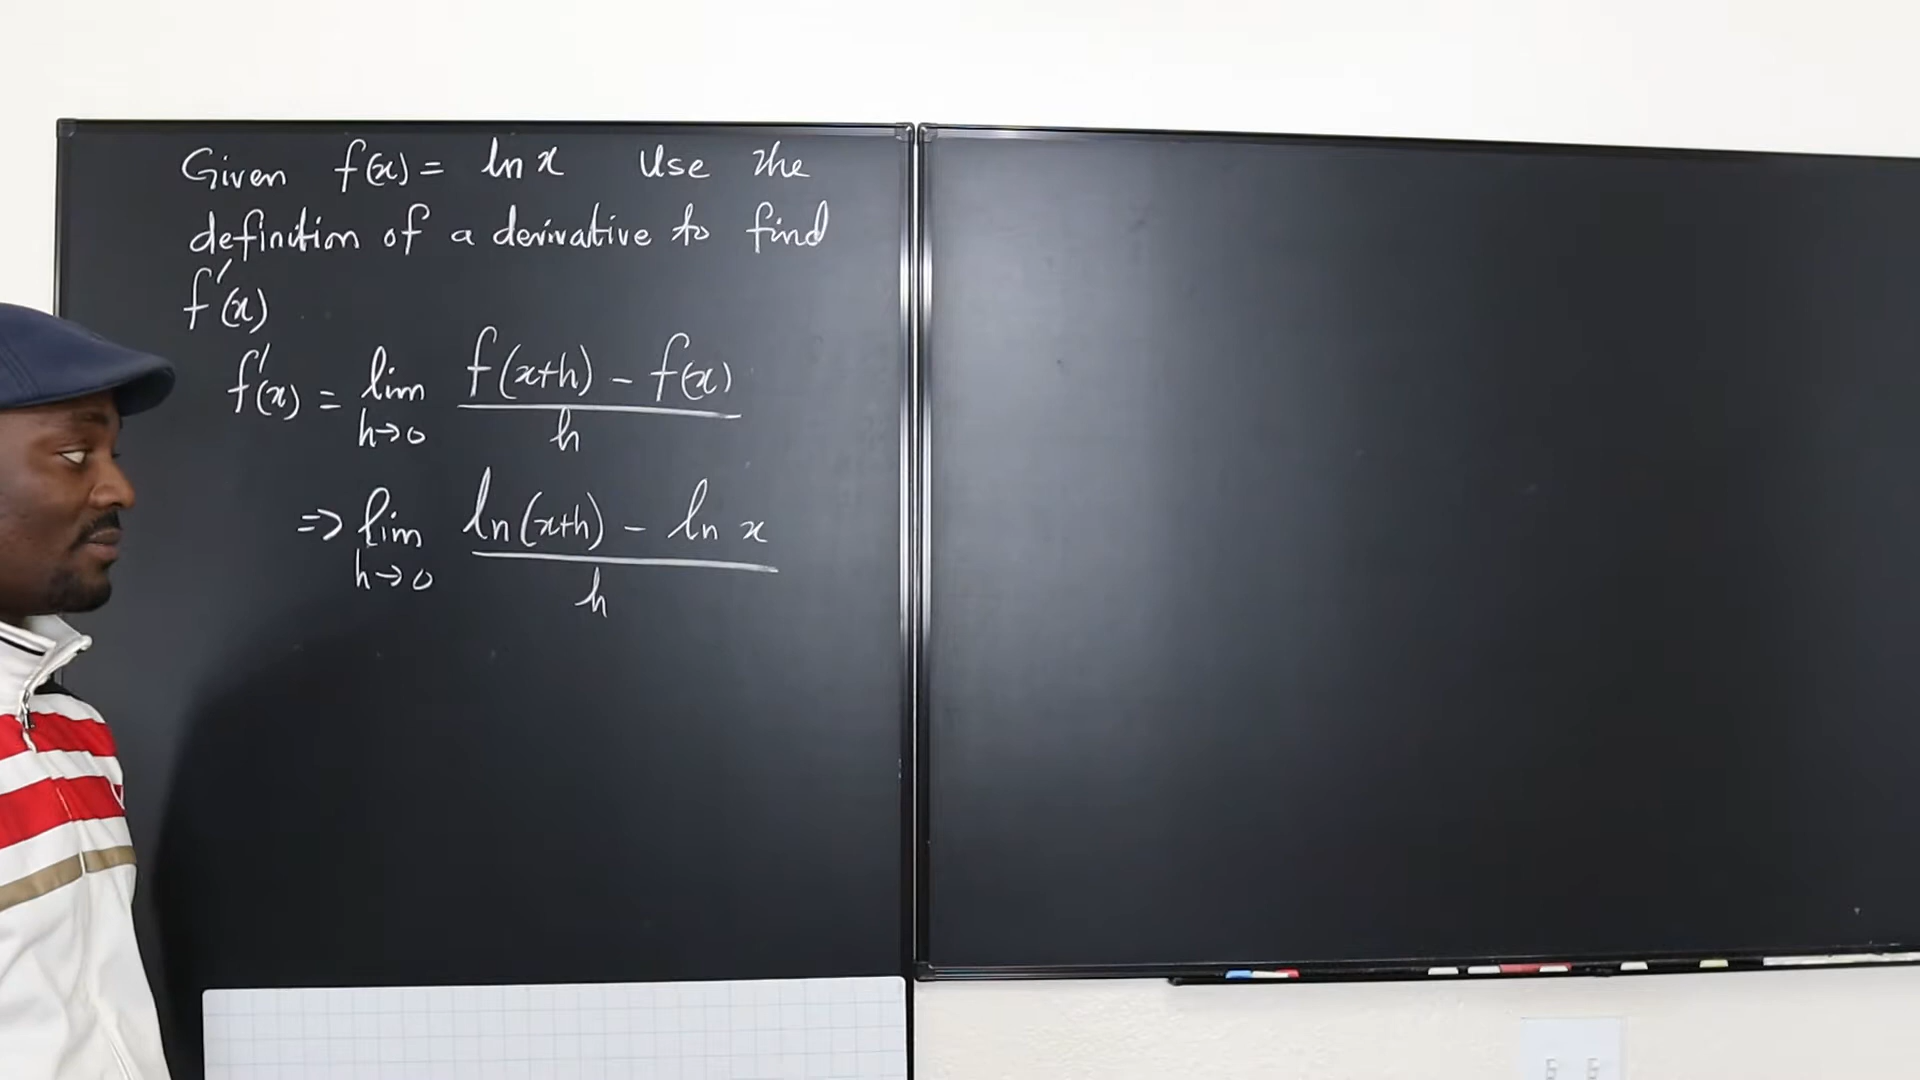 Given f(x) = ln x Use the
definition of a derivative to find
f'(x)
f'(x) = lim f(x+h) - f(x)
h→0 h
⇒ lim ln(x+h) - ln x
h→0 h